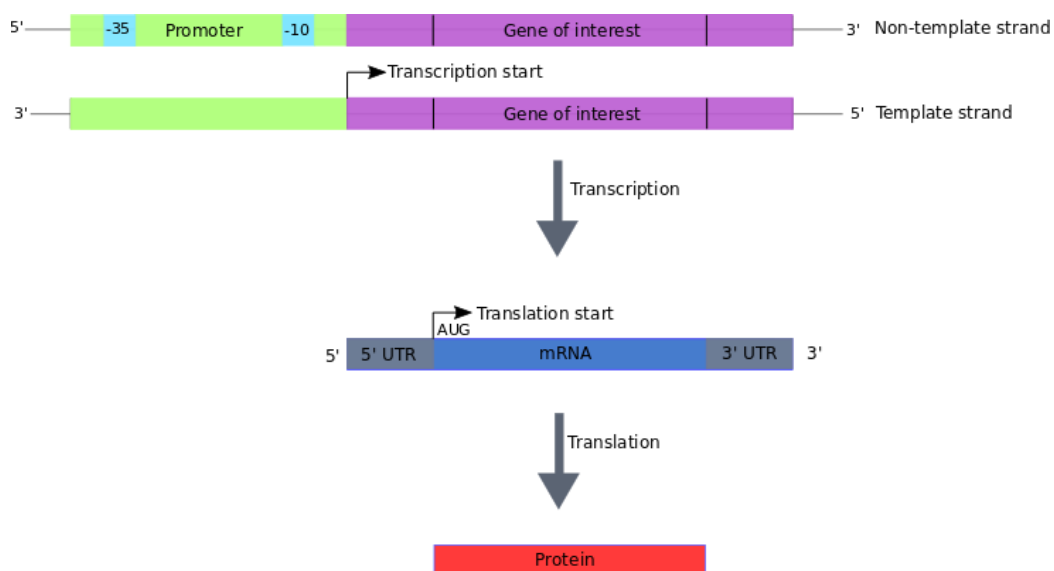 5' -35 Promoter -10 Gene of interest 3' Non-template strand
Transcription start
3' Gene of interest 5' Template strand
Transcription
Translation start
AUG
5' 5' UTR mRNA 3' UTR 3'
Translation
Protein